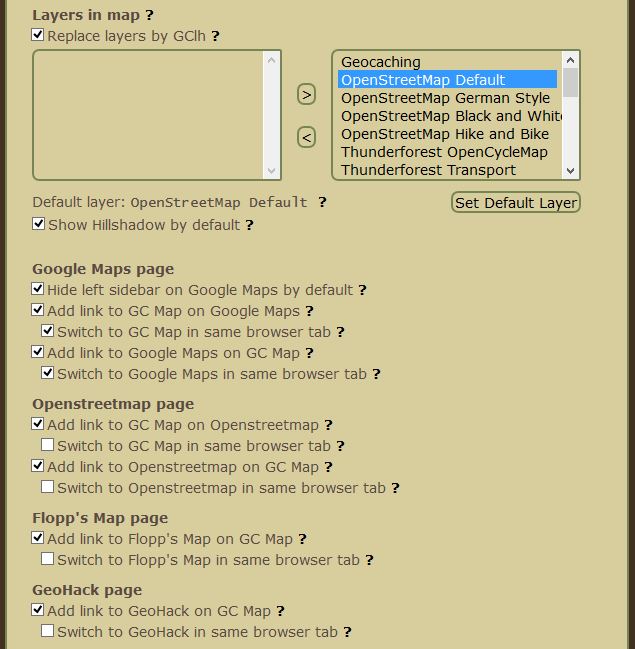 Layers in map ?
Replace layers by GClh ?
Geocaching
OpenStreetMap Default
OpenStreetMap German Style
OpenStreetMap Black and White
OpenStreetMap Hike and Bike
Thunderforest OpenCycleMap
Thunderforest Transport
>
<
Default layer: OpenStreetMap Default ?
Set Default Layer
Show Hillshadow by default ?
Google Maps page
Hide left sidebar on Google Maps by default ?
Add link to GC Map on Google Maps ?
Switch to GC Map in same browser tab ?
Add link to Google Maps on GC Map ?
Switch to Google Maps in same browser tab ?
Openstreetmap page
Add link to GC Map on Openstreetmap ?
Switch to GC Map in same browser tab ?
Add link to Openstreetmap on GC Map ?
Switch to Openstreetmap in same browser tab ?
Flopp's Map page
Add link to Flopp's Map on GC Map ?
Switch to Flopp's Map in same browser tab ?
GeoHack page
Add link to GeoHack on GC Map ?
Switch to GeoHack in same browser tab ?